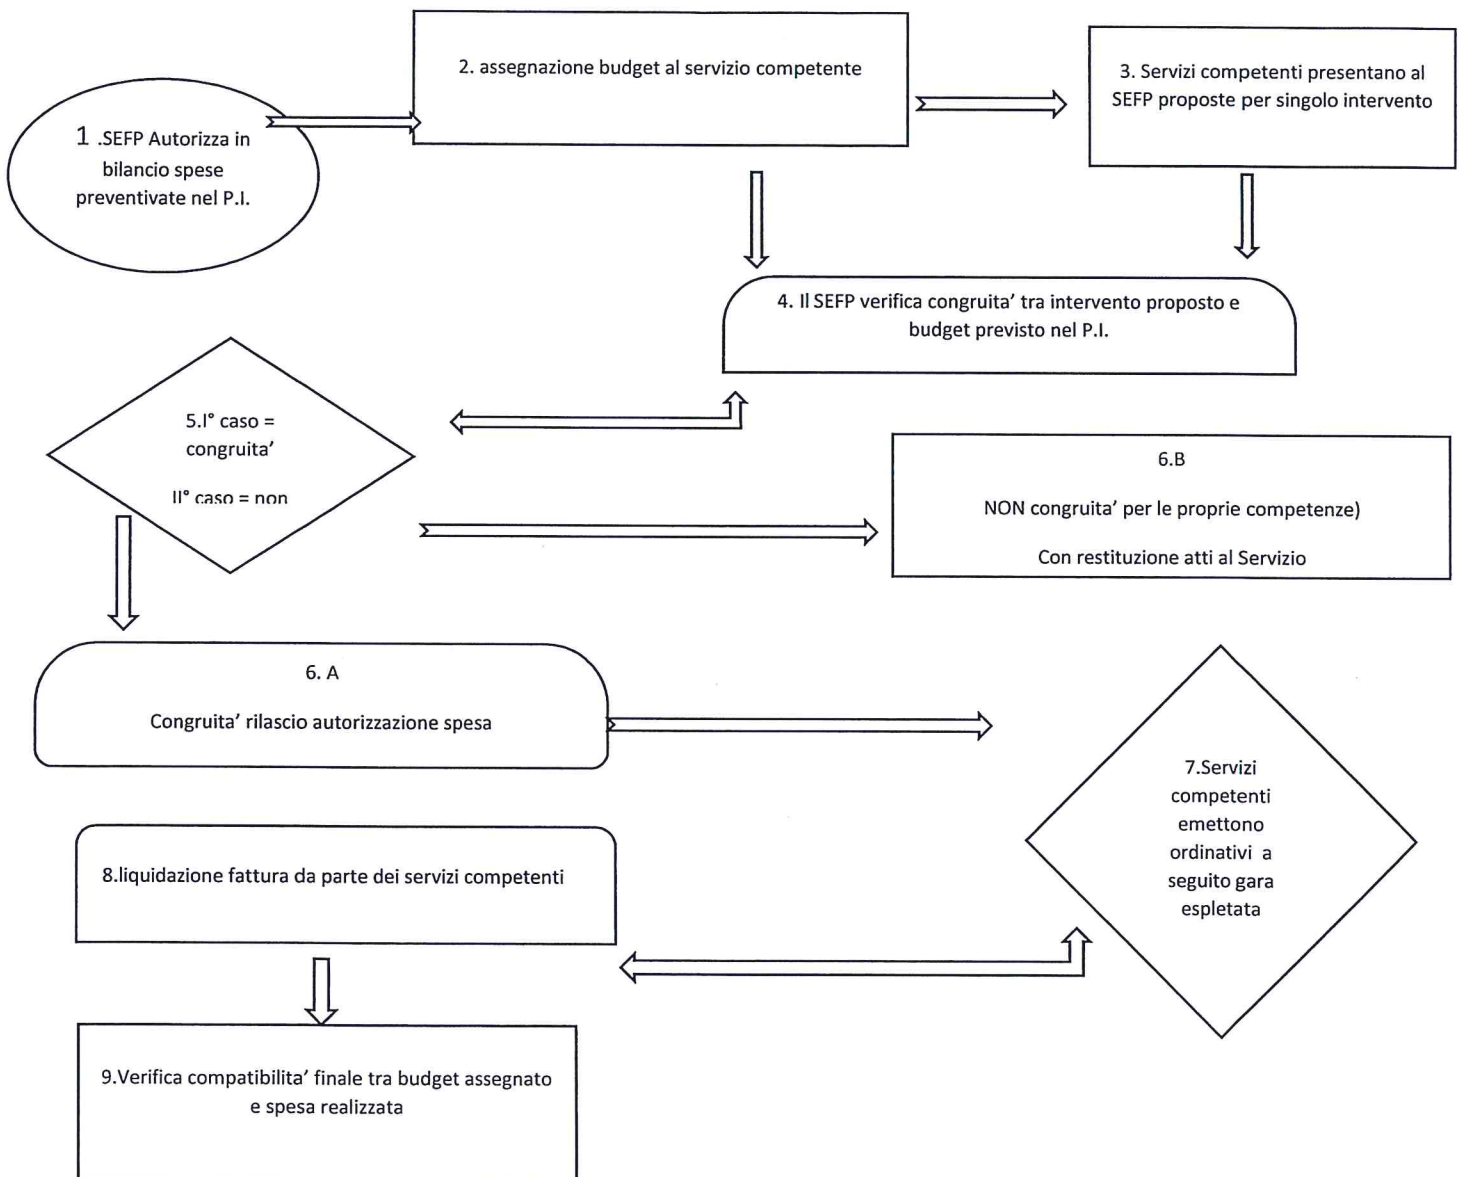 1 .SEFP Autorizza in
bilancio spese
preventivate nel P.I.
2. assegnazione budget al servizio competente
3. Servizi competenti presentano al
SEFP proposte per singolo intervento
4. Il SEFP verifica congruita’ tra intervento proposto e
budget previsto nel P.I.
5.I° caso =
congruita’
II° caso = non
6.B
NON congruita’ per le proprie competenze)
Con restituzione atti al Servizio
6. A
Congruita’ rilascio autorizzazione spesa
7.Servizi
competenti
emettono
ordinativi a
seguito gara
espletata
8.liquidazione fattura da parte dei servizi competenti
9.Verifica compatibilita’ finale tra budget assegnato
e spesa realizzata